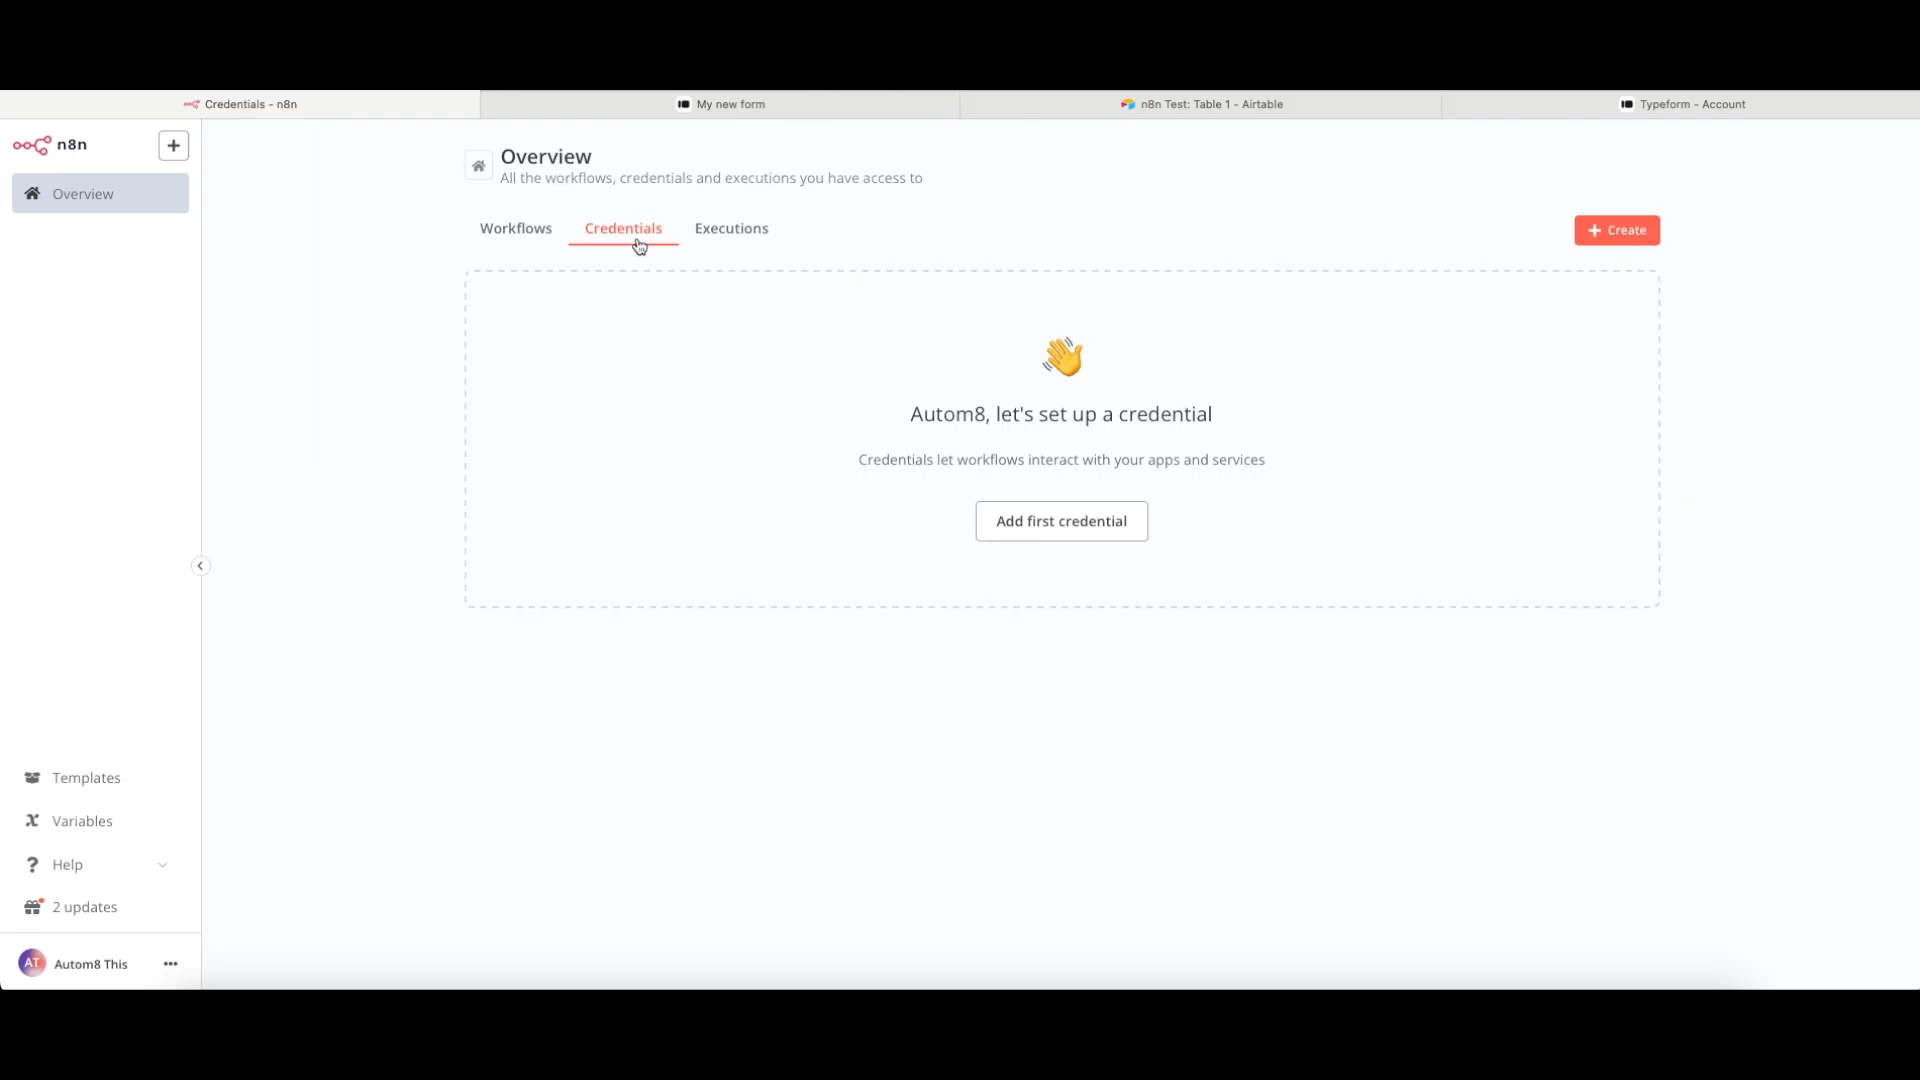 Credentials - n8n
My new form
n8n Test: Table 1 - Airtable
Typeform - Account
n8n
Overview
Overview
All the workflows, credentials and executions you have access to
Workflows
Credentials
Executions
Create
Autom8, let's set up a credential
Credentials let workflows interact with your apps and services
Add first credential
Templates
Variables
Help
2 updates
AT
Autom8 This